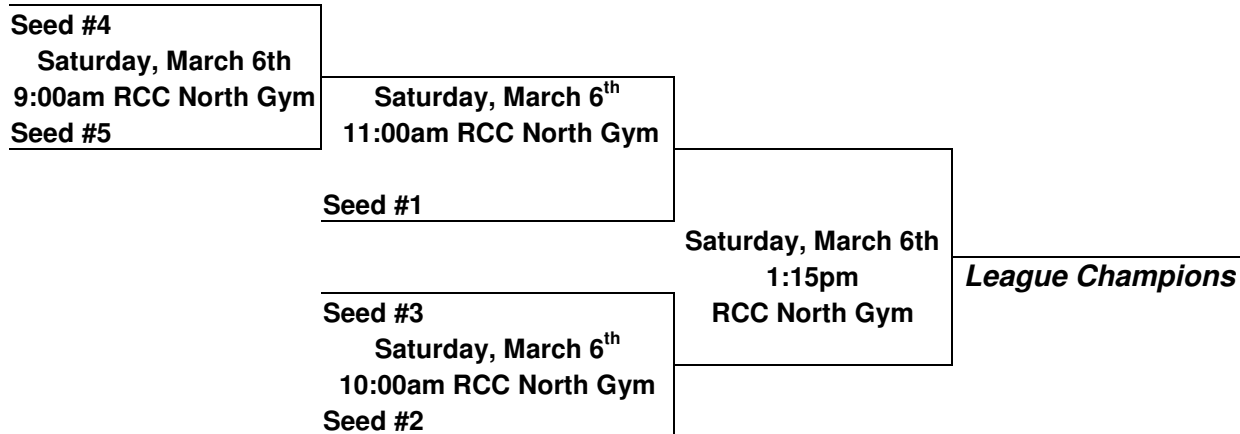 Seed #4
Saturday, March 6th
9:00am RCC North Gym
Seed #5
Saturday, March 6th
11:00am RCC North Gym
Seed #1
Seed #3
Saturday, March 6th
10:00am RCC North Gym
Seed #2
Saturday, March 6th
1:15pm
RCC North Gym
League Champions